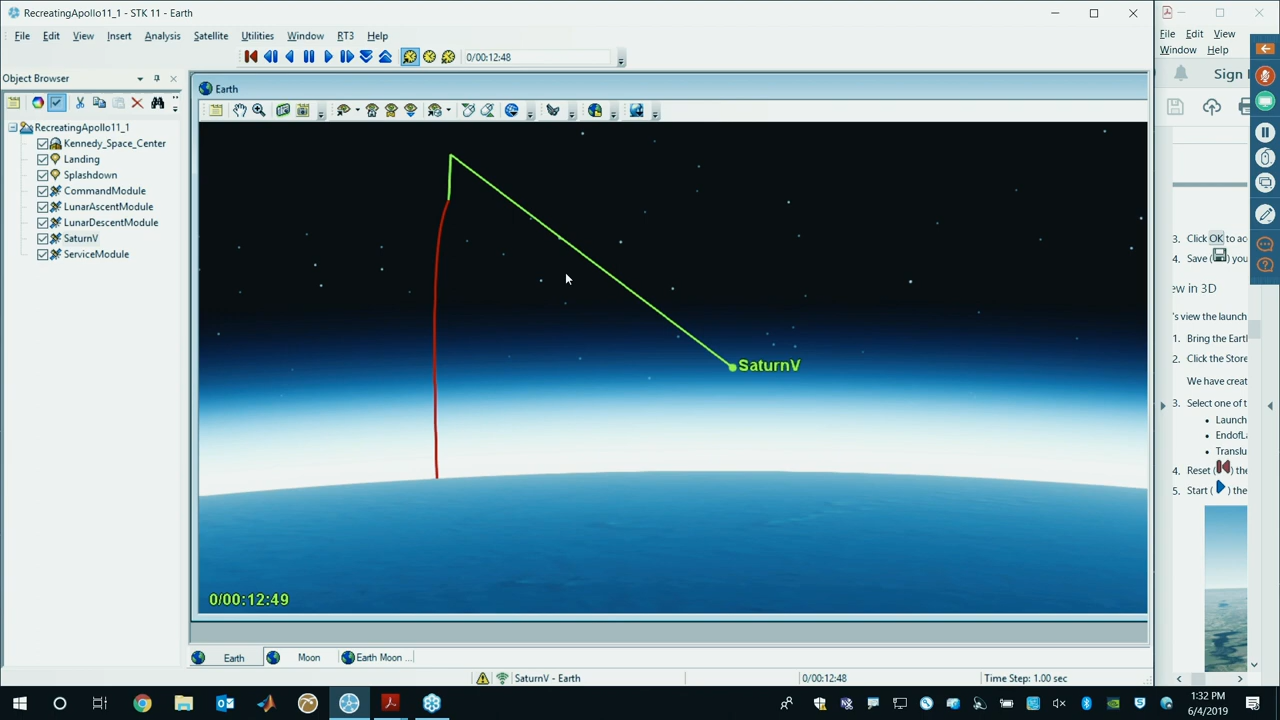 RecreatingApollo11_1 - STK 11 - Earth
File Edit View Insert Analysis Satellite Utilities Window RT3 Help
0/00:12:48
Object Browser
RecreatingApollo11_1
Kennedy_Space_Center
Landing
Splashdown
CommandModule
LunarAscentModule
LunarDescentModule
SaturnV
ServiceModule
Earth
SaturnV
0/00:12:49
Earth Moon Earth Moon ...
SaturnV - Earth 0/00:12:48 Time Step: 1.00 sec
File Edit View
Window Help
Sign
3. Click OK to ac
4. Save ( ) you
ew in 3D
's view the launch
1. Bring the Eart
2. Click the Store
We have creat
3. Select one of t
• Launch
• EndofLa
• Translu
4. Reset ( ) the
5. Start ( ) the
1:32 PM
6/4/2019